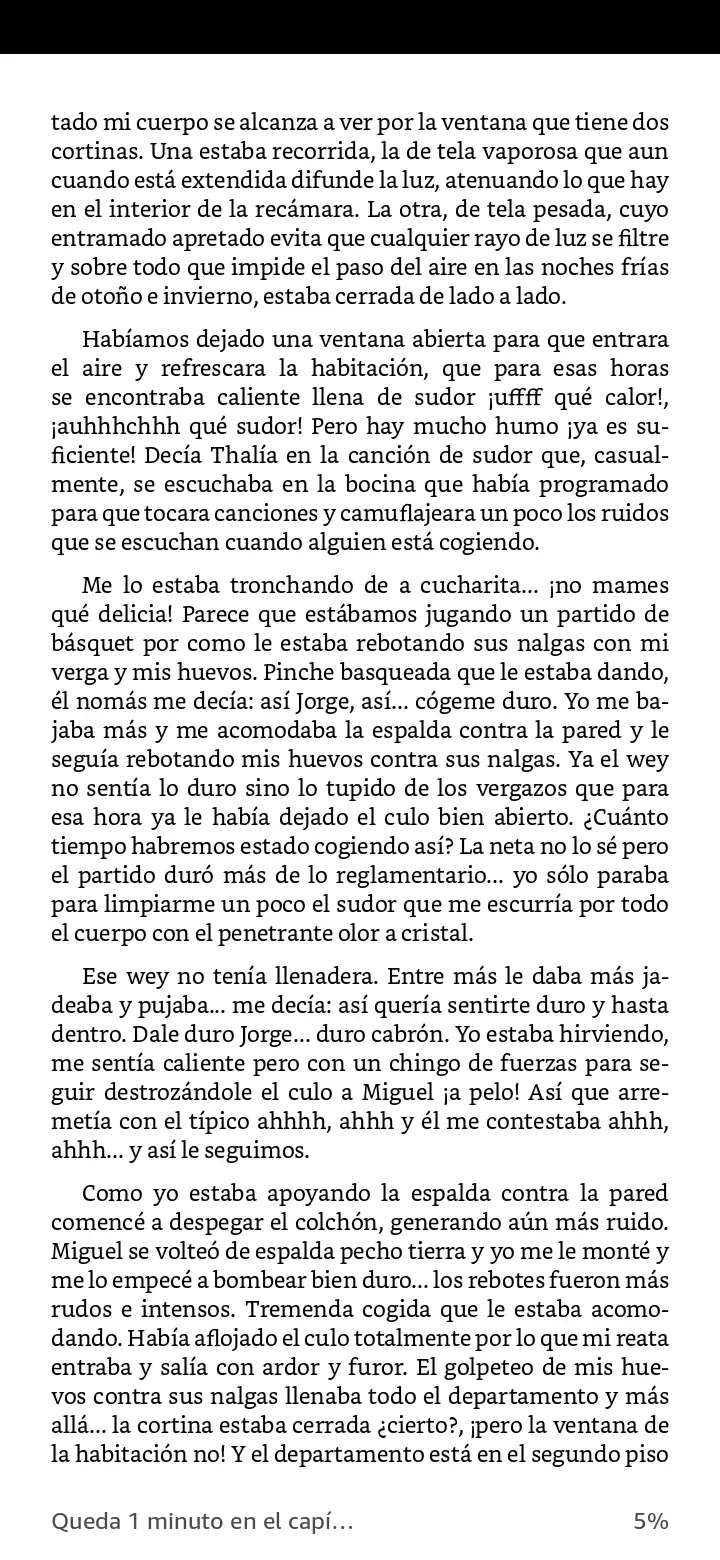 tado mi cuerpo se alcanza a ver por la ventana que tiene dos
cortinas. Una estaba recorrida, la de tela vaporosa que aun
cuando está extendida difunde la luz, atenuando lo que hay
en el interior de la recámara. La otra, de tela pesada, cuyo
entramado apretado evita que cualquier rayo de luz se filtre
y sobre todo que impide el paso del aire en las noches frías
de otoño e invierno, estaba cerrada de lado a lado.
Habíamos dejado una ventana abierta para que entrara
el aire y refrescara la habitación, que para esas horas
se encontraba caliente llena de sudor ¡uffff qué calor!,
¡auhhhchhh qué sudor! Pero hay mucho humo ¡ya es su-
ficiente! Decía Thalía en la canción de sudor que, casual-
mente, se escuchaba en la bocina que había programado
para que tocara canciones y camuflajeara un poco los ruidos
que se escuchan cuando alguien está cogiendo.
Me lo estaba tronchando de a cucharita... ¡no mames
qué delicia! Parece que estábamos jugando un partido de
básquet por como le estaba rebotando sus nalgas con mi
verga y mis huevos. Pinche basqueada que le estaba dando,
él nomás me decía: así Jorge, así... cógeme duro. Yo me ba-
jaba más y me acomodaba la espalda contra la pared y le
seguía rebotando mis huevos contra sus nalgas. Ya el wey
no sentía lo duro sino lo tupido de los vergazos que para
esa hora ya le había dejado el culo bien abierto. ¿Cuánto
tiempo habremos estado cogiendo así? La neta no lo sé pero
el partido duró más de lo reglamentario... yo sólo paraba
para limpiarme un poco el sudor que me escurría por todo
el cuerpo con el penetrante olor a cristal.
Ese wey no tenía llenadera. Entre más le daba más ja-
deaba y pujaba... me decía: así quería sentirte duro y hasta
dentro. Dale duro Jorge... duro cabrón. Yo estaba hirviendo,
me sentía caliente pero con un chingo de fuerzas para se-
guir destrozándole el culo a Miguel ¡a pelo! Así que arre-
metía con el típico ahhhh, ahhh y él me contestaba ahhh,
ahhh... y así le seguimos.
Como yo estaba apoyando la espalda contra la pared
comencé a despegar el colchón, generando aún más ruido.
Miguel se volteó de espalda pecho tierra y yo me le monté y
me lo empecé a bombear bien duro... los rebotes fueron más
rudos e intensos. Tremenda cogida que le estaba acomo-
dando. Había aflojado el culo totalmente por lo que mi reata
entraba y salía con ardor y furor. El golpeteo de mis hue-
vos contra sus nalgas llenaba todo el departamento y más
allá... la cortina estaba cerrada ¿cierto?, ¡pero la ventana de
la habitación no! Y el departamento está en el segundo piso
Queda 1 minuto en el capí...
5%